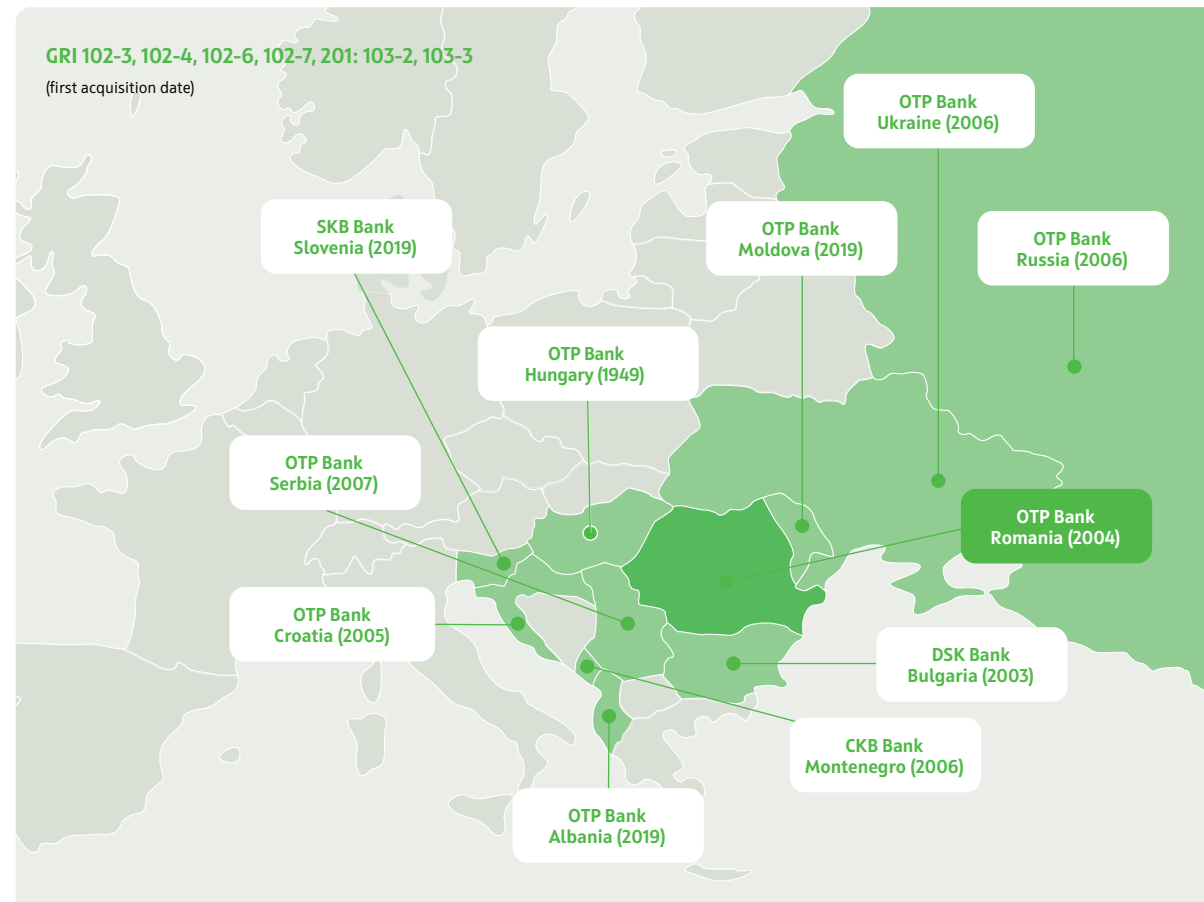 GRI 102-3, 102-4, 102-6, 102-7, 201: 103-2, 103-3
(first acquisition date)
OTP Bank
Ukraine (2006)
SKB Bank
Slovenia (2019)
OTP Bank
Moldova (2019)
OTP Bank
Russia (2006)
OTP Bank
Hungary (1949)
OTP Bank
Serbia (2007)
OTP Bank
Romania (2004)
OTP Bank
Croatia (2005)
DSK Bank
Bulgaria (2003)
CKB Bank
Montenegro (2006)
OTP Bank
Albania (2019)